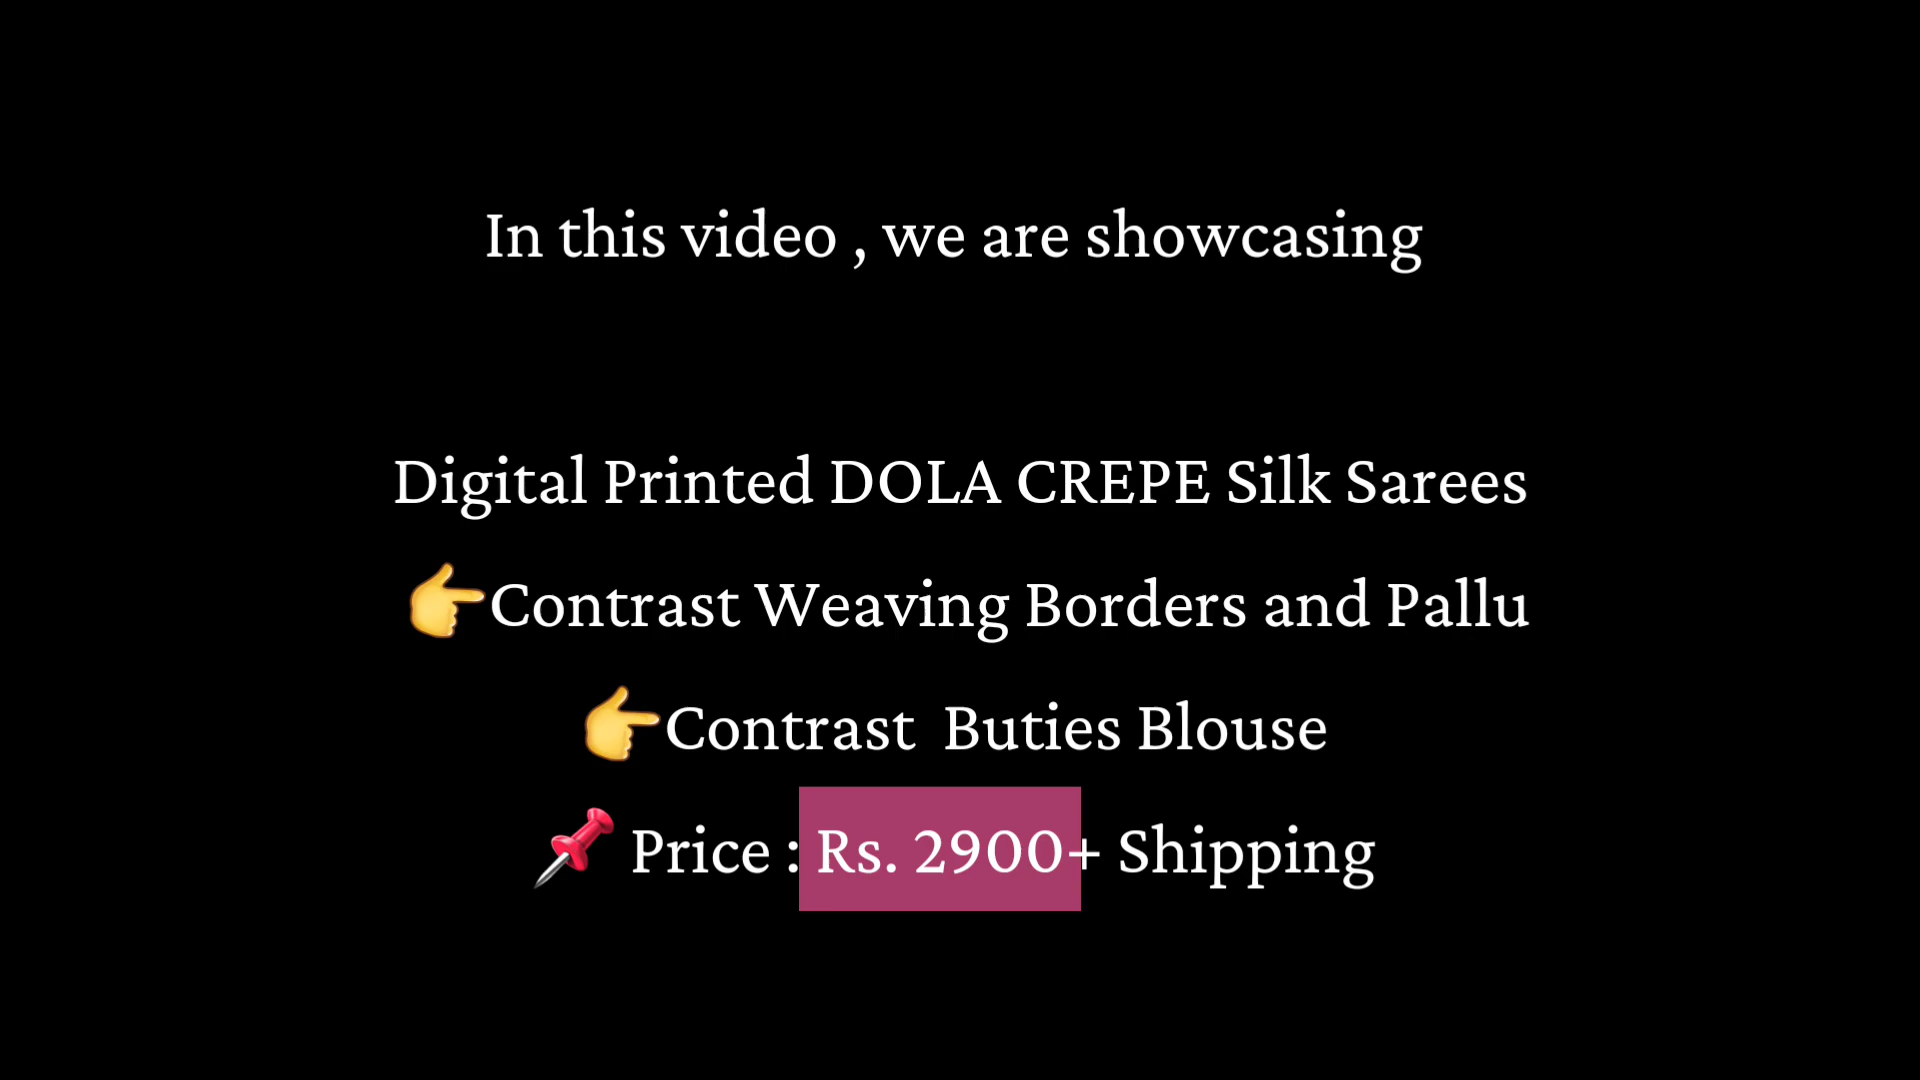 In this video , we are showcasing
Digital Printed DOLA CREPE Silk Sarees
👉Contrast Weaving Borders and Pallu
👉Contrast  Buties Blouse
📌 Price : Rs. 2900+ Shipping